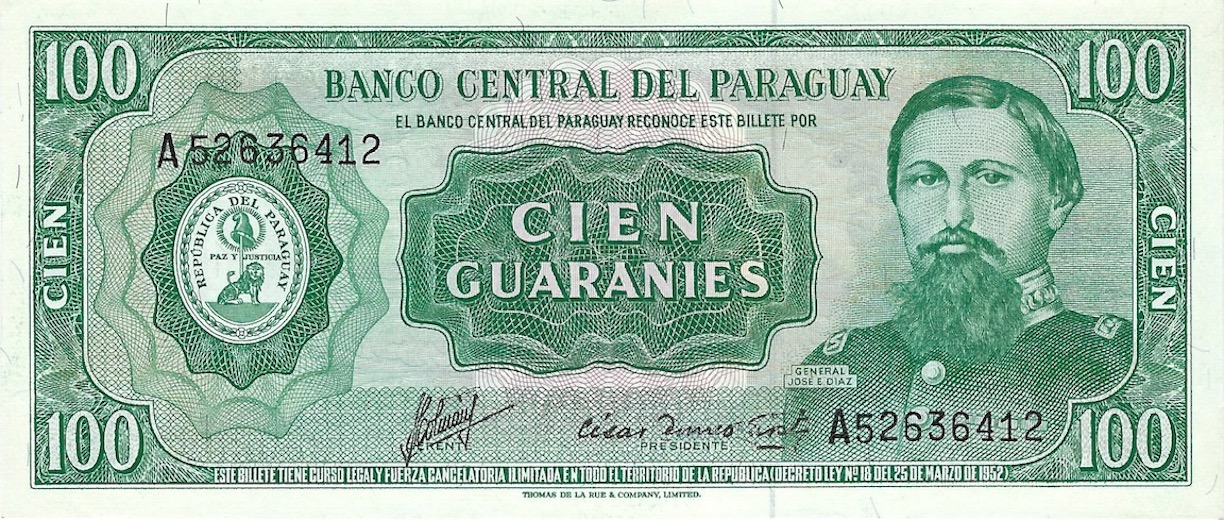 100
100
BANCO CENTRAL DEL PARAGUAY
EL BANCO CENTRAL DEL PARAGUAY RECONOCE ESTE BILLETE POR
A52636412
CIEN
CIEN
REPÚBLICA DEL PARAGUAY
PAZ Y JUSTICIA
CIEN
GUARANIES
GENERAL
JOSE E. DIAZ
GERENTE
PRESIDENTE
A52636412
100
100
ESTE BILLETE TIENE CURSO LEGAL Y FUERZA CANCELATORIA ILIMITADA EN TODO EL TERRITORIO DE LA REPUBLICA (DECRETO LEY Nº 18 DEL 25 DE MARZO DE 1952)
THOMAS DE LA RUE & COMPANY, LIMITED.